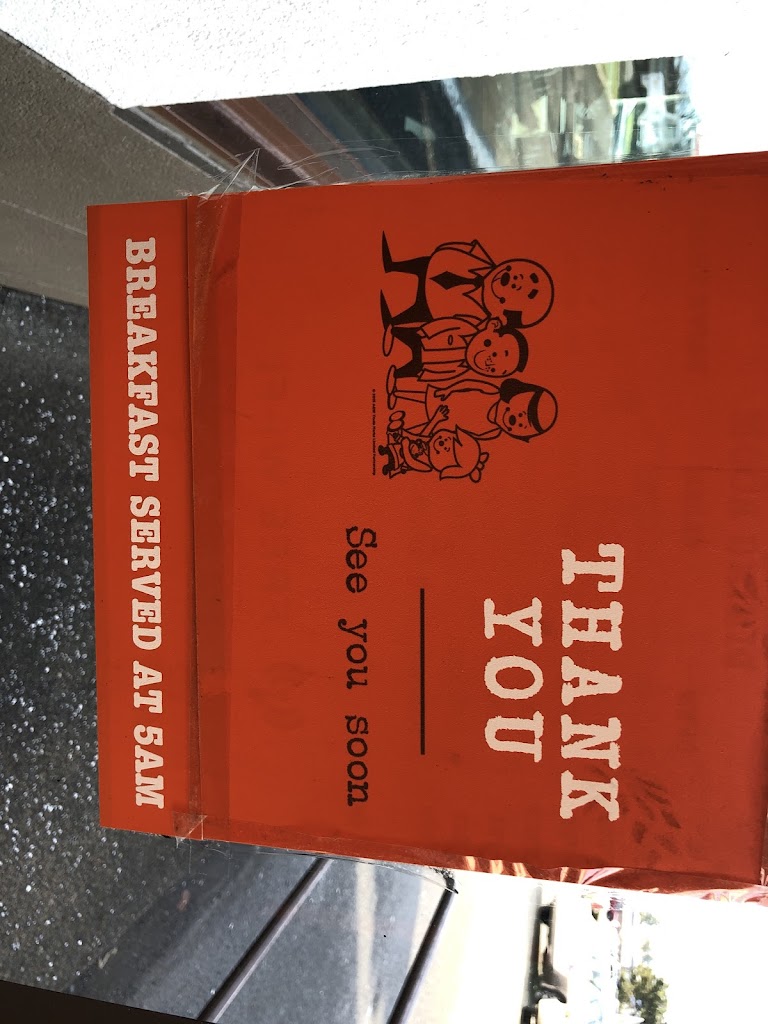 THANK
YOU
See you soon
BREAKFAST SERVED AT 5AM